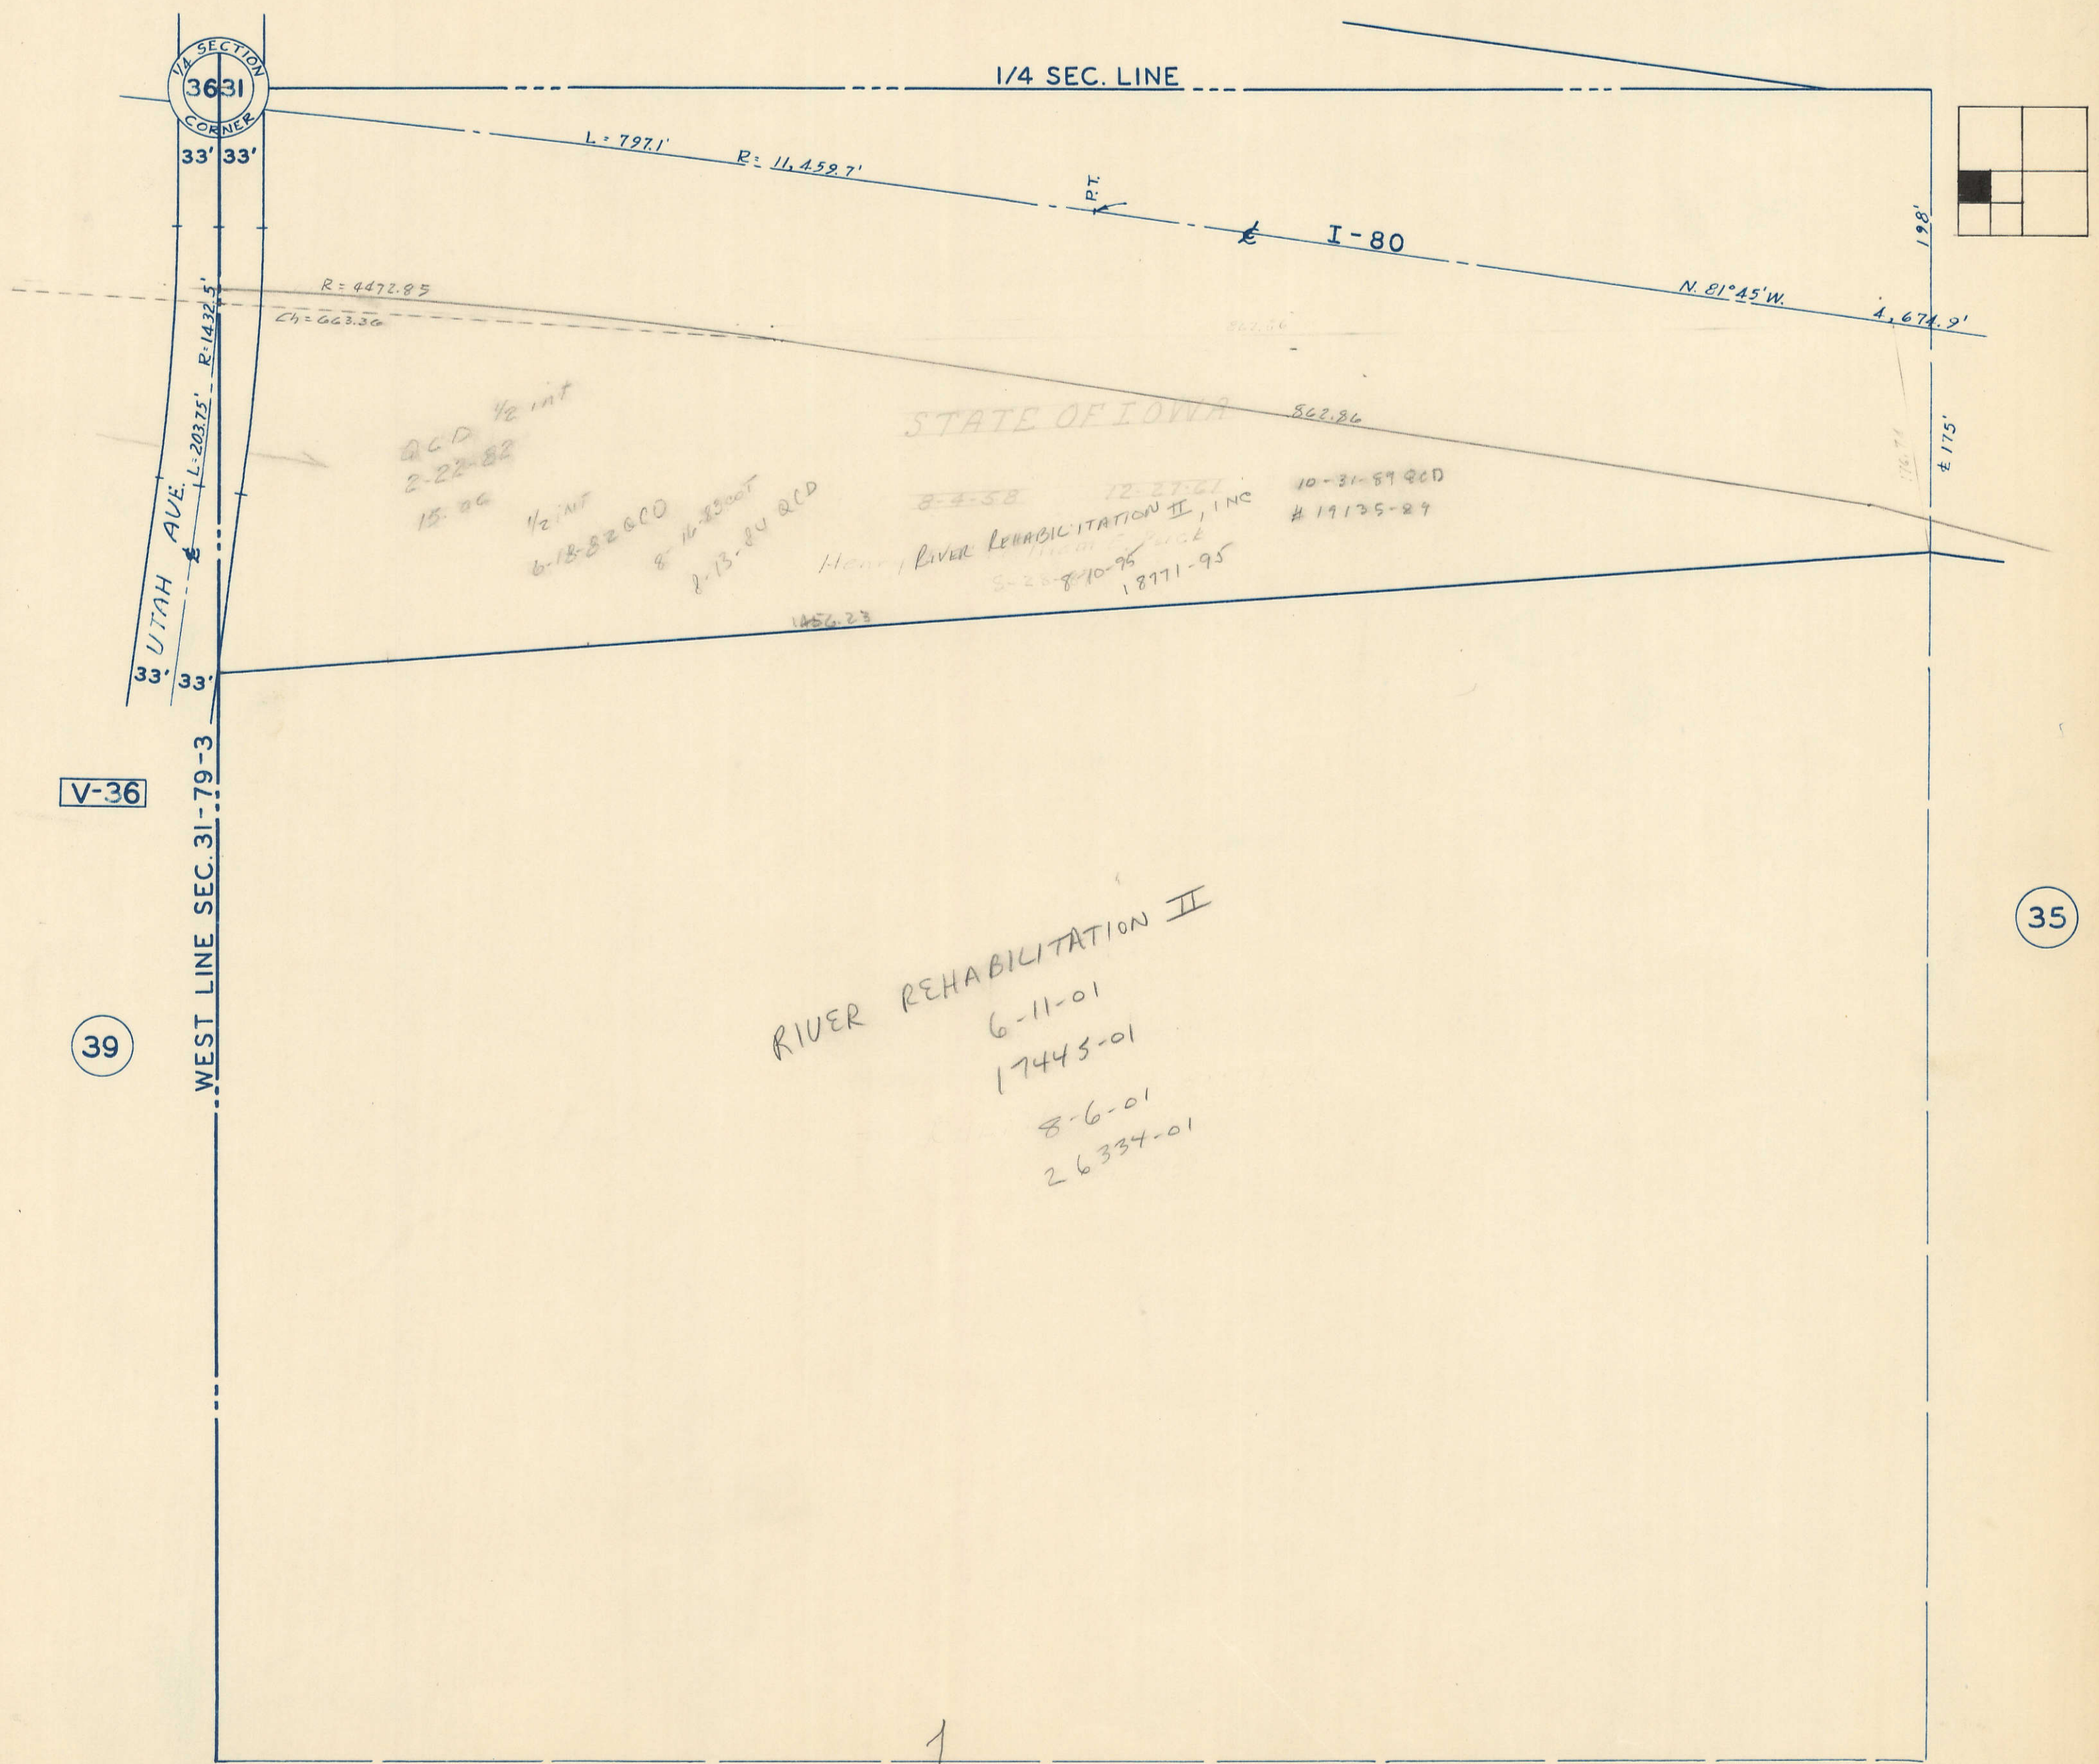 1/4 SECTION CORNER
36 31
33' 33'
1/4 SEC. LINE
L = 797.1'
R = 11,459.7'
P.T.
I-80
N. 81°45' W.
4,674.9'
198'
₵ 175'
R = 4472.85
Ch = 663.36
R = 1432.5'
L = 203.75'
UTAH AVE.
33' 33'
862.86
STATE OF IOWA
862.86
QCD 1/2 int
2-22-82
1/2 INT
6-18-82 QCD
8-13-84 QCD
8-4-58
12-27-61
10-31-89 QCD
# 19135-89
RIVER REHABILITATION II, INC
8-10-95
18771-95
1456.23
V-36
WEST LINE SEC. 31-79-3
35
39
RIVER REHABILITATION II
6-11-01
17445-01
8-6-01
26334-01
1